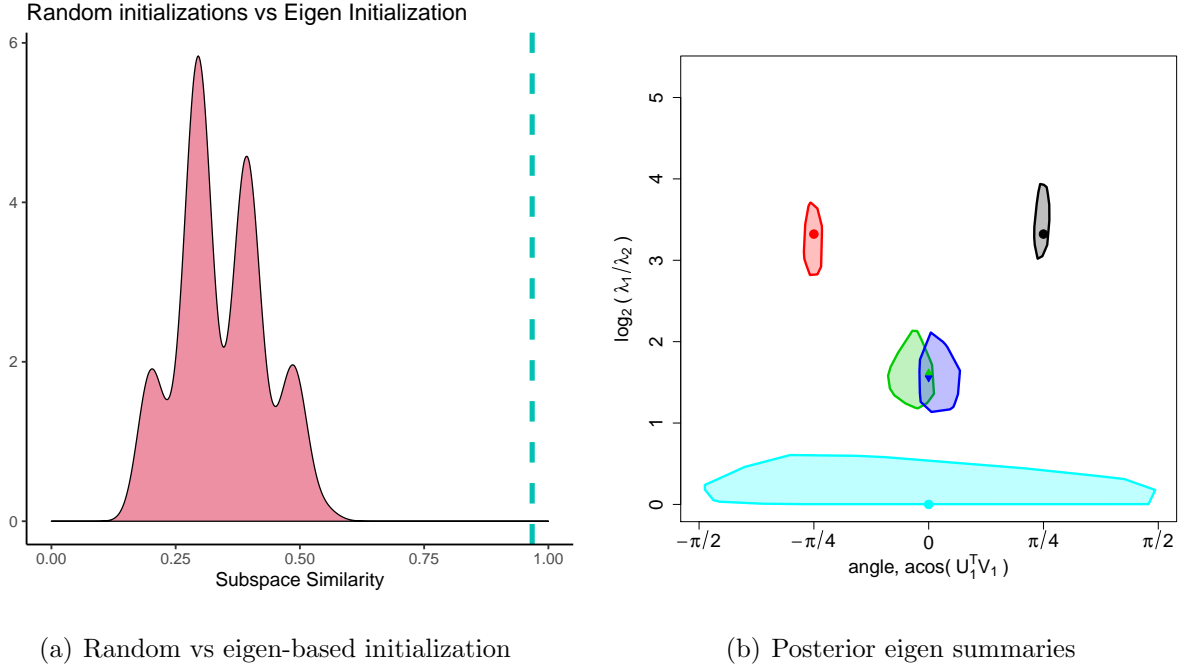 Random initializations vs Eigen Initialization
6
4
2
0
0.00 0.25 0.50 0.75 1.00
Subspace Similarity
5
4
3
2
1
0
log₂ ( λ₁ / λ₂ )
−π/2 −π/4 0 π/4 π/2
angle, acos( U₁ᵀV₁ )
(a) Random vs eigen-based initialization
(b) Posterior eigen summaries